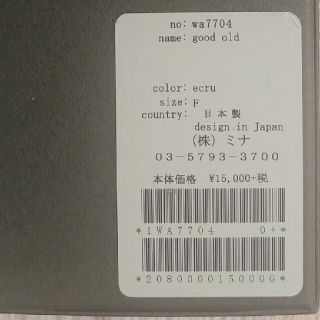 no: wa7704
name: good old
color: ecru
size: F
country: 日本製
design in Japan
(株) ミナ
03-5793-3700
本体価格 ¥15,000+税
*1WA7704 0+*
*2080000015000G*